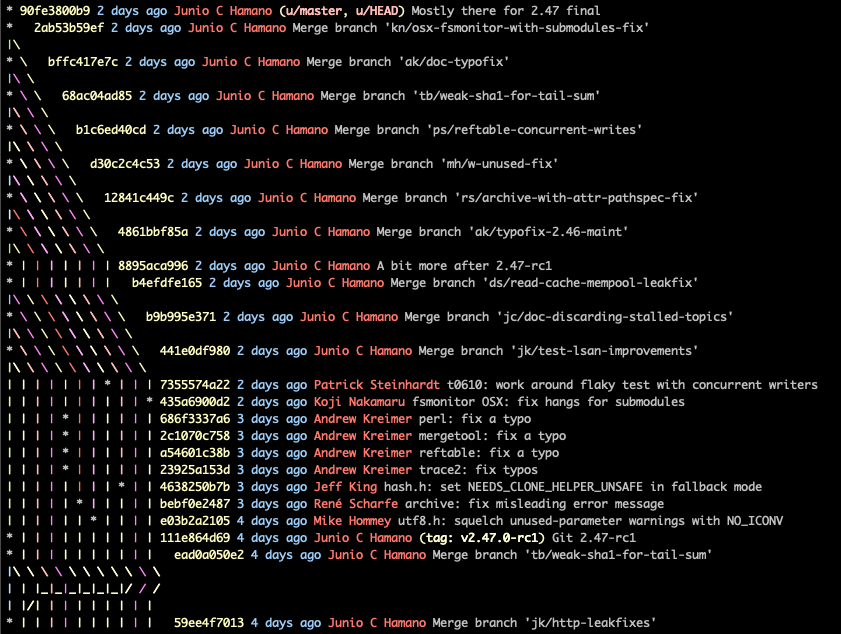 * 90fe3800b9 2 days ago Junio C Hamano (u/master, u/HEAD) Mostly there for 2.47 final
* 2ab53b59ef 2 days ago Junio C Hamano Merge branch 'kn/osx-fsmonitor-with-submodules-fix'
* bffc417e7c 2 days ago Junio C Hamano Merge branch 'ak/doc-typofix'
* 68ac04ad85 2 days ago Junio C Hamano Merge branch 'tb/weak-sha1-for-tail-sum'
* b1c6ed40cd 2 days ago Junio C Hamano Merge branch 'ps/reftable-concurrent-writes'
* d30c2c4c53 2 days ago Junio C Hamano Merge branch 'mh/w-unused-fix'
* 12841c449c 2 days ago Junio C Hamano Merge branch 'rs/archive-with-attr-pathspec-fix'
* 4861bbf85a 2 days ago Junio C Hamano Merge branch 'ak/typofix-2.46-maint'
* 8895aca996 2 days ago Junio C Hamano A bit more after 2.47-rc1
* b4efdfe165 2 days ago Junio C Hamano Merge branch 'ds/read-cache-mempool-leakfix'
* b9b995e371 2 days ago Junio C Hamano Merge branch 'jc/doc-discarding-stalled-topics'
* 441e0df980 2 days ago Junio C Hamano Merge branch 'jk/test-lsan-improvements'
* 7355574a22 2 days ago Patrick Steinhardt t0610: work around flaky test with concurrent writers
* 435a6900d2 2 days ago Koji Nakamaru fsmonitor OSX: fix hangs for submodules
* 686f3337a6 3 days ago Andrew Kreimer perl: fix a typo
* 2c1070c758 3 days ago Andrew Kreimer mergetool: fix a typo
* a54601c38b 3 days ago Andrew Kreimer reftable: fix a typo
* 23925a153d 3 days ago Andrew Kreimer trace2: fix typos
* 4638250b7b 3 days ago Jeff King hash.h: set NEEDS_CLONE_HELPER_UNSAFE in fallback mode
* bebf0e2487 3 days ago René Scharfe archive: fix misleading error message
* e03b2a2105 4 days ago Mike Hommey utf8.h: squelch unused-parameter warnings with NO_ICONV
* 111e864d69 4 days ago Junio C Hamano (tag: v2.47.0-rc1) Git 2.47-rc1
* ead0a050e2 4 days ago Junio C Hamano Merge branch 'tb/weak-sha1-for-tail-sum'
* 59ee4f7013 4 days ago Junio C Hamano Merge branch 'jk/http-leakfixes'